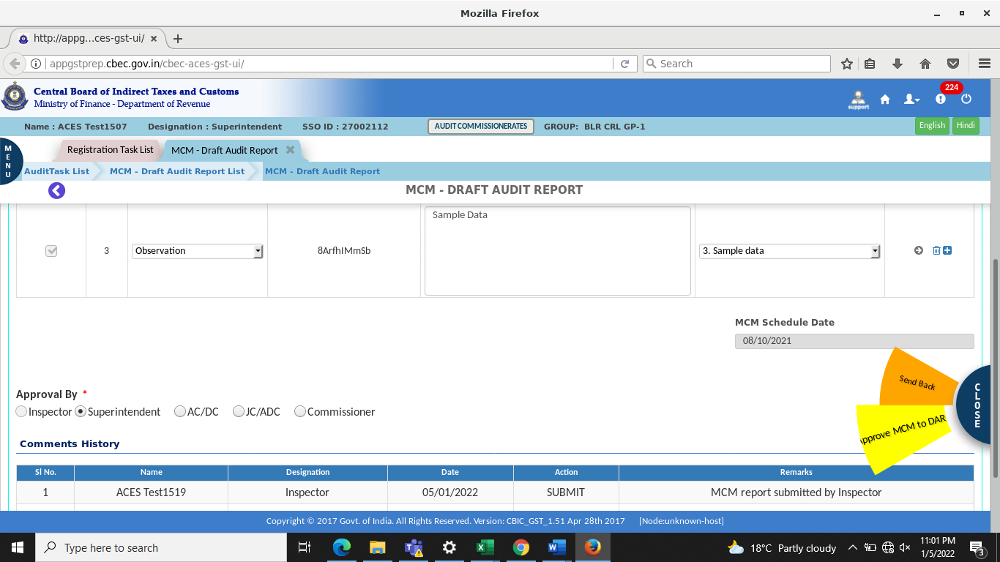 Mozilla Firefox
http://appg...ces-gst-ui/
appgstprep.cbec.gov.in/cbec-aces-gst-ui/
Search
Central Board of Indirect Taxes and Customs
Ministry of Finance - Department of Revenue
support
224
Name : ACES Test1507 Designation : Superintendent SSO ID : 27002112 AUDIT COMMISSIONERATES GROUP: BLR CRL GP-1 English Hindi
MENU
Registration Task List MCM - Draft Audit Report
AuditTask List MCM - Draft Audit Report List MCM - Draft Audit Report
MCM - DRAFT AUDIT REPORT
Sample Data
3 Observation 8ArfhIMmSb 3. Sample data
MCM Schedule Date
08/10/2021
Send Back
CLOSE
Approve MCM to DAR
Approval By *
Inspector Superintendent AC/DC JC/ADC Commissioner
Comments History
Sl No. Name Designation Date Action Remarks
1 ACES Test1519 Inspector 05/01/2022 SUBMIT MCM report submitted by Inspector
Copyright © 2017 Govt. of India. All Rights Reserved. Version: CBIC_GST_1.51 Apr 28th 2017 [Node:unknown-host]
Type here to search
18°C Partly cloudy
11:01 PM
1/5/2022
3